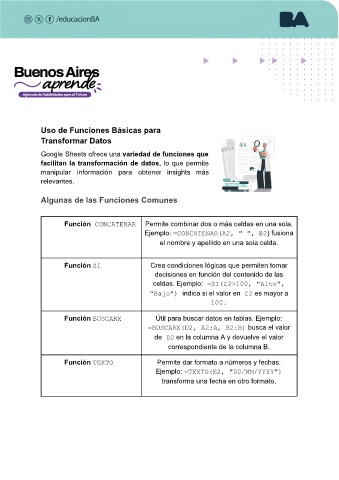 /educacionBA
BA
Buenos Aires
aprende
Agencia de Habilidades para el Futuro
Uso de Funciones Básicas para
Transformar Datos
Google Sheets ofrece una variedad de funciones que
facilitan la transformación de datos, lo que permite
manipular información para obtener insights más
relevantes.
Algunas de las Funciones Comunes
Función CONCATENAR
Permite combinar dos o más celdas en una sola.
Ejemplo: =CONCATENAR(A2, " ", B2) fusiona
el nombre y apellido en una sola celda.
Función SI
Crea condiciones lógicas que permiten tomar
decisiones en función del contenido de las
celdas. Ejemplo: =SI(C2>100, "Alto",
"Bajo") indica si el valor en C2 es mayor a
100.
Función BUSCARX
Útil para buscar datos en tablas. Ejemplo:
=BUSCARX(D2, A2:A, B2:B) busca el valor
de D2 en la columna A y devuelve el valor
correspondiente de la columna B.
Función TEXTO
Permite dar formato a números y fechas.
Ejemplo: =TEXTO(E2, "DD/MM/YYYY")
transforma una fecha en otro formato.